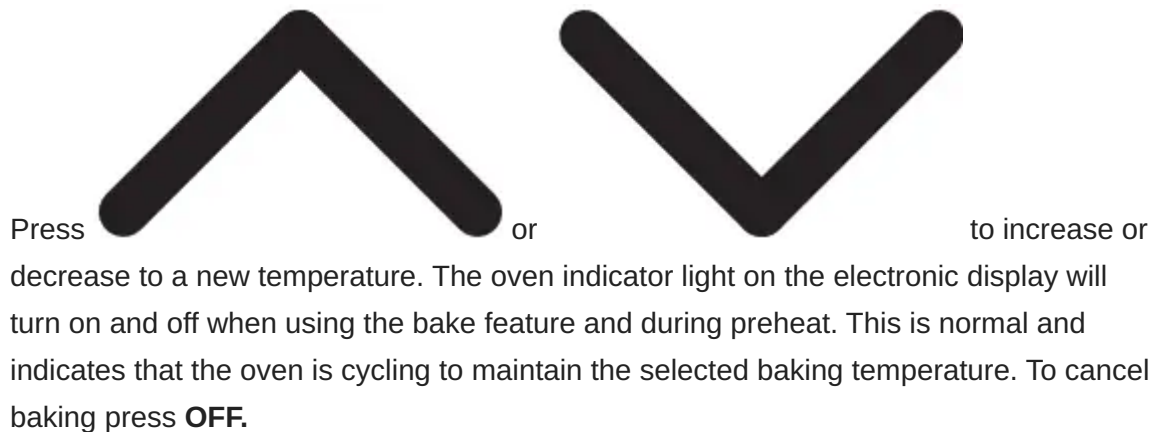 Press or to increase or
decrease to a new temperature. The oven indicator light on the electronic display will
turn on and off when using the bake feature and during preheat. This is normal and
indicates that the oven is cycling to maintain the selected baking temperature. To cancel
baking press OFF.